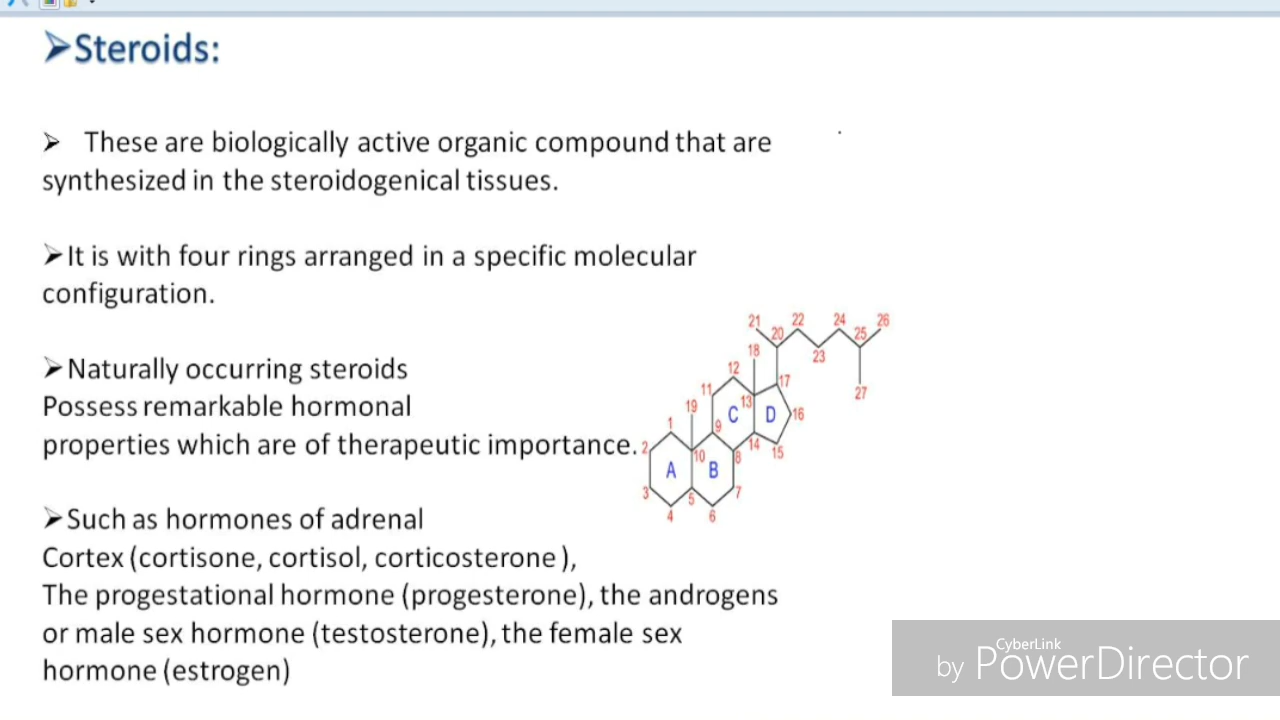 ➢Steroids:
➢ These are biologically active organic compound that are
synthesized in the steroidogenical tissues.
➢It is with four rings arranged in a specific molecular
configuration.
➢Naturally occurring steroids
Possess remarkable hormonal
properties which are of therapeutic importance.
➢Such as hormones of adrenal
Cortex (cortisone, cortisol, corticosterone ),
The progestational hormone (progesterone), the androgens
or male sex hormone (testosterone), the female sex
hormone (estrogen)
21 22 24 26
20 25
18 23
12 17 27
11
19 13 C D 16
1 9
2 10 8 14 15
A B
3 5 7
4 6
CyberLink
by PowerDirector